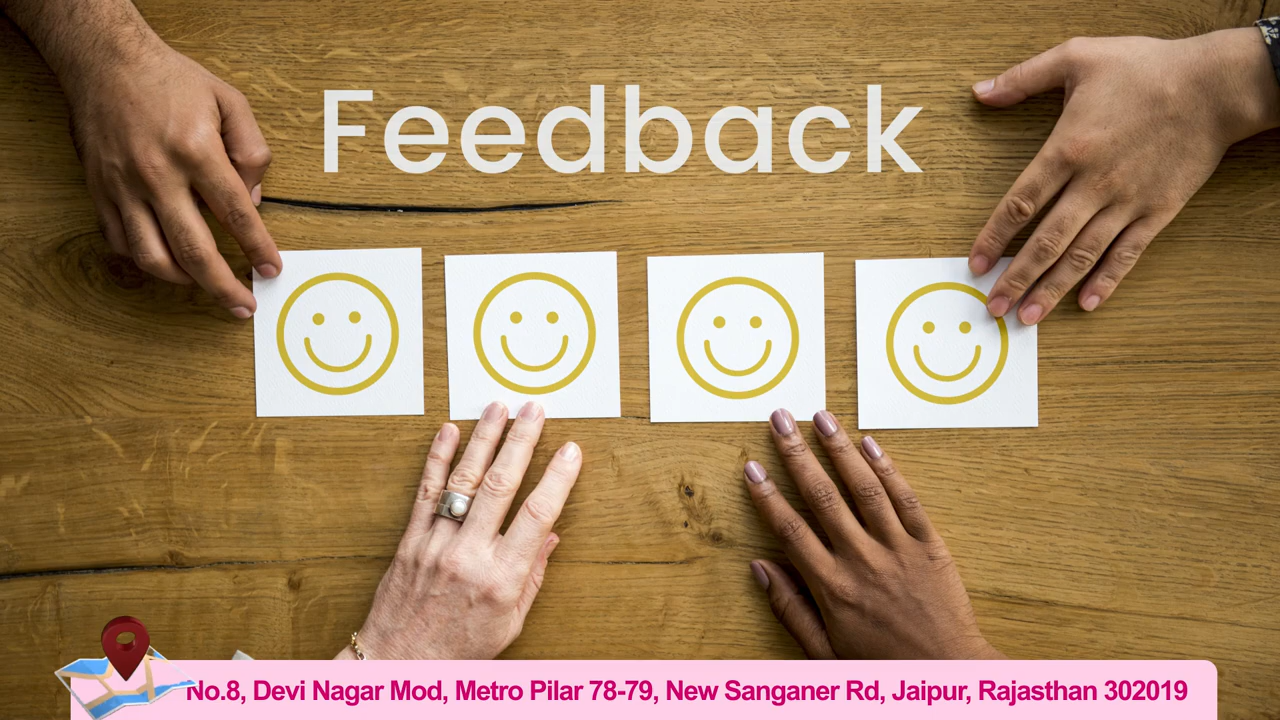 Feedback
No.8, Devi Nagar Mod, Metro Pilar 78-79, New Sanganer Rd, Jaipur, Rajasthan 302019